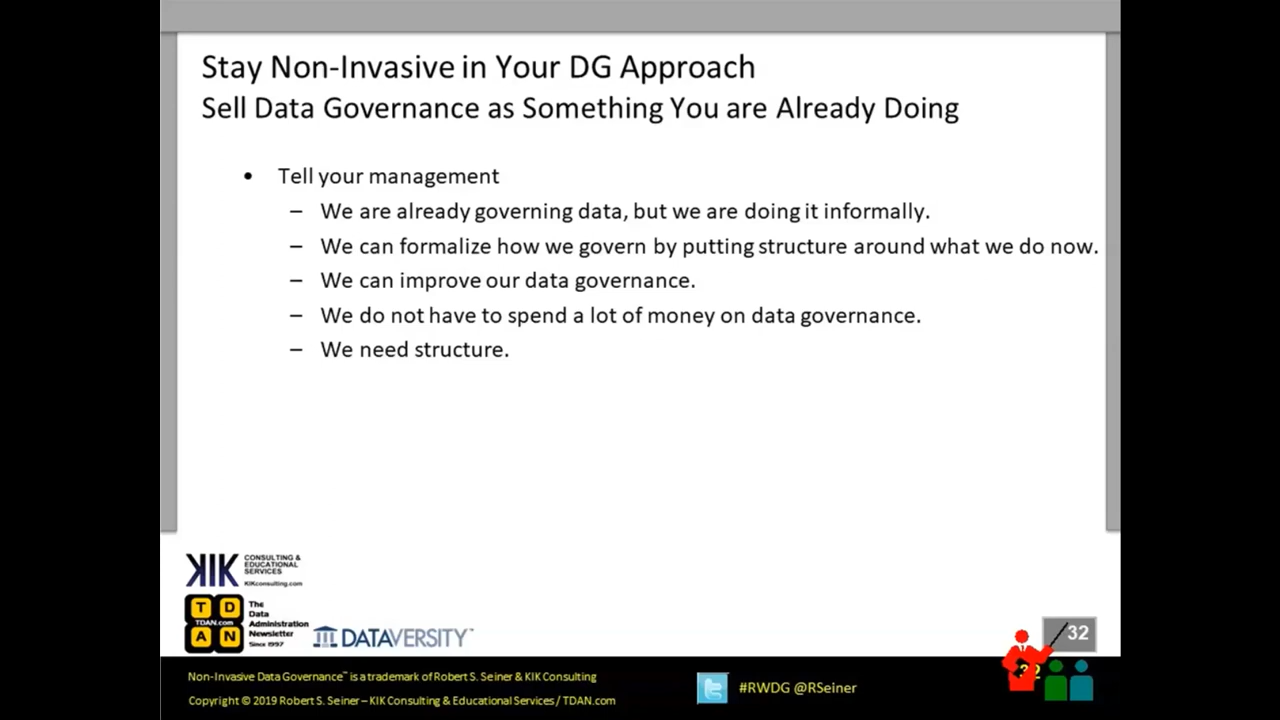 Stay Non-Invasive in Your DG Approach
Sell Data Governance as Something You are Already Doing
• Tell your management
– We are already governing data, but we are doing it informally.
– We can formalize how we govern by putting structure around what we do now.
– We can improve our data governance.
– We do not have to spend a lot of money on data governance.
– We need structure.
KIK CONSULTING &
EDUCATIONAL
SERVICES
KIKconsulting.com
T D
TDAN.com
A N
The
Data
Administration
Newsletter
Since 1997
DATAVERSITY™
32
32
Non-Invasive Data Governance™ is a trademark of Robert S. Seiner & KIK Consulting
Copyright © 2019 Robert S. Seiner – KIK Consulting & Educational Services / TDAN.com
#RWDG @RSeiner